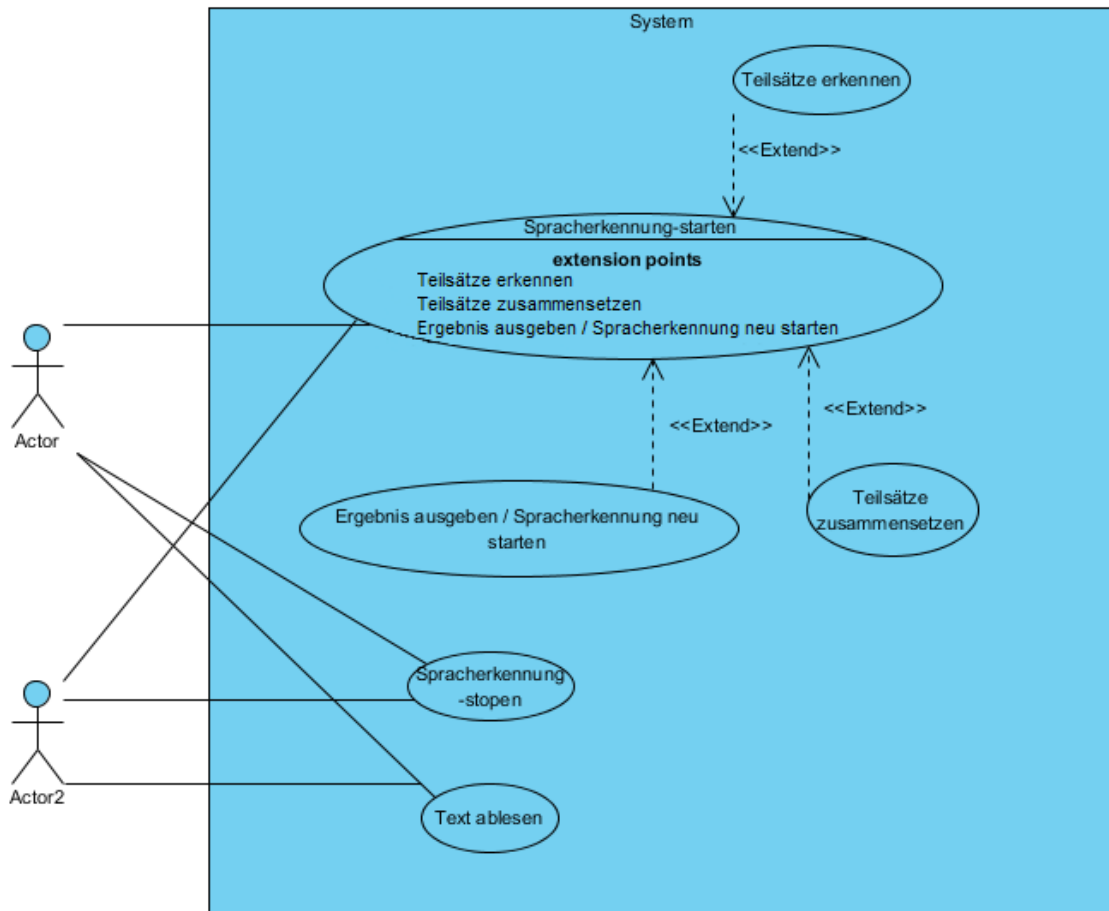 System
Teilsätze erkennen
<<Extend>>
Spracherkennung-starten
extension points
Teilsätze erkennen
Teilsätze zusammensetzen
Ergebnis ausgeben / Spracherkennung neu starten
<<Extend>>
<<Extend>>
Actor
Ergebnis ausgeben / Spracherkennung neu
starten
Teilsätze
zusammensetzen
Spracherkennung
-stopen
Actor2
Text ablesen